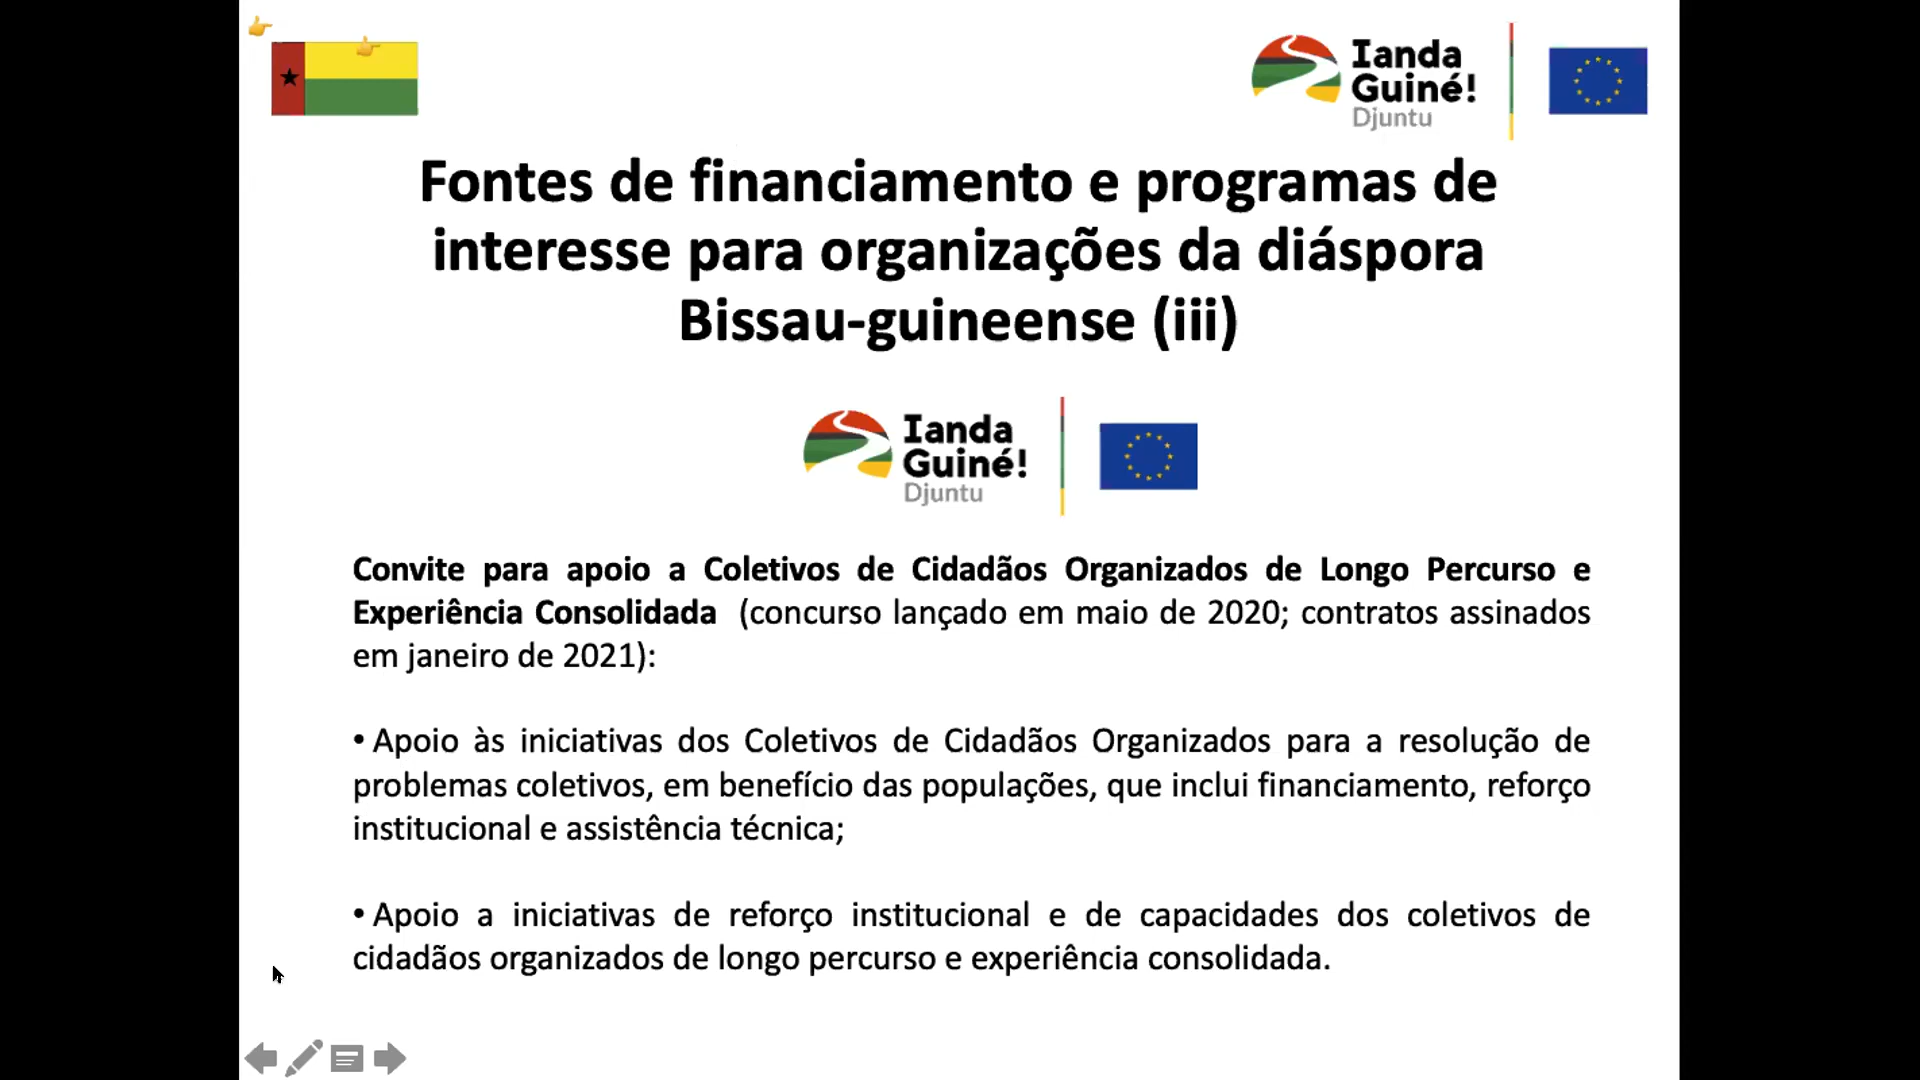 Ianda
Guiné!
Djuntu
Fontes de financiamento e programas de
interesse para organizações da diáspora
Bissau-guineense (iii)
Ianda
Guiné!
Djuntu
Convite para apoio a Coletivos de Cidadãos Organizados de Longo Percurso e
Experiência Consolidada (concurso lançado em maio de 2020; contratos assinados
em janeiro de 2021):
• Apoio às iniciativas dos Coletivos de Cidadãos Organizados para a resolução de
problemas coletivos, em benefício das populações, que inclui financiamento, reforço
institucional e assistência técnica;
• Apoio a iniciativas de reforço institucional e de capacidades dos coletivos de
cidadãos organizados de longo percurso e experiência consolidada.